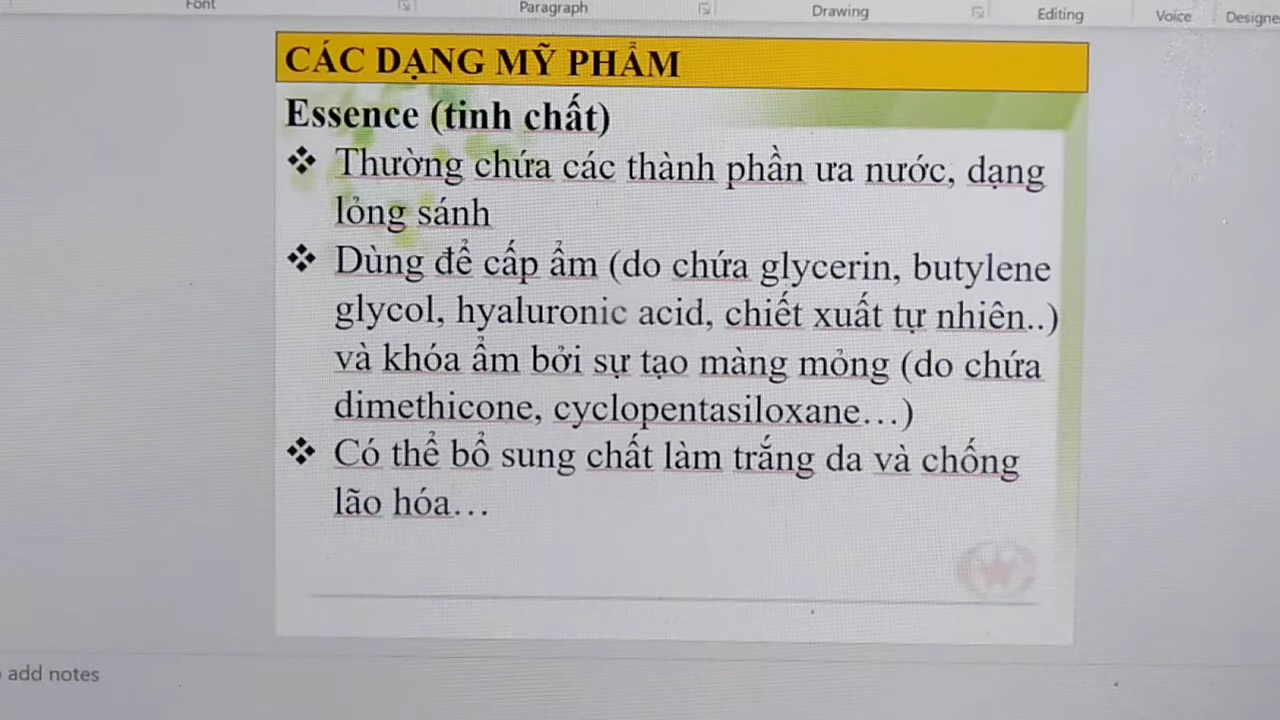 Font Paragraph Drawing Editing Voice Designe
CÁC DẠNG MỸ PHẨM
Essence (tinh chất)
❖ Thường chứa các thành phần ưa nước, dạng
lỏng sánh
❖ Dùng để cấp ẩm (do chứa glycerin, butylene
glycol, hyaluronic acid, chiết xuất tự nhiên..)
và khóa ẩm bởi sự tạo màng mỏng (do chứa
dimethicone, cyclopentasiloxane…)
❖ Có thể bổ sung chất làm trắng da và chống
lão hóa…
add notes